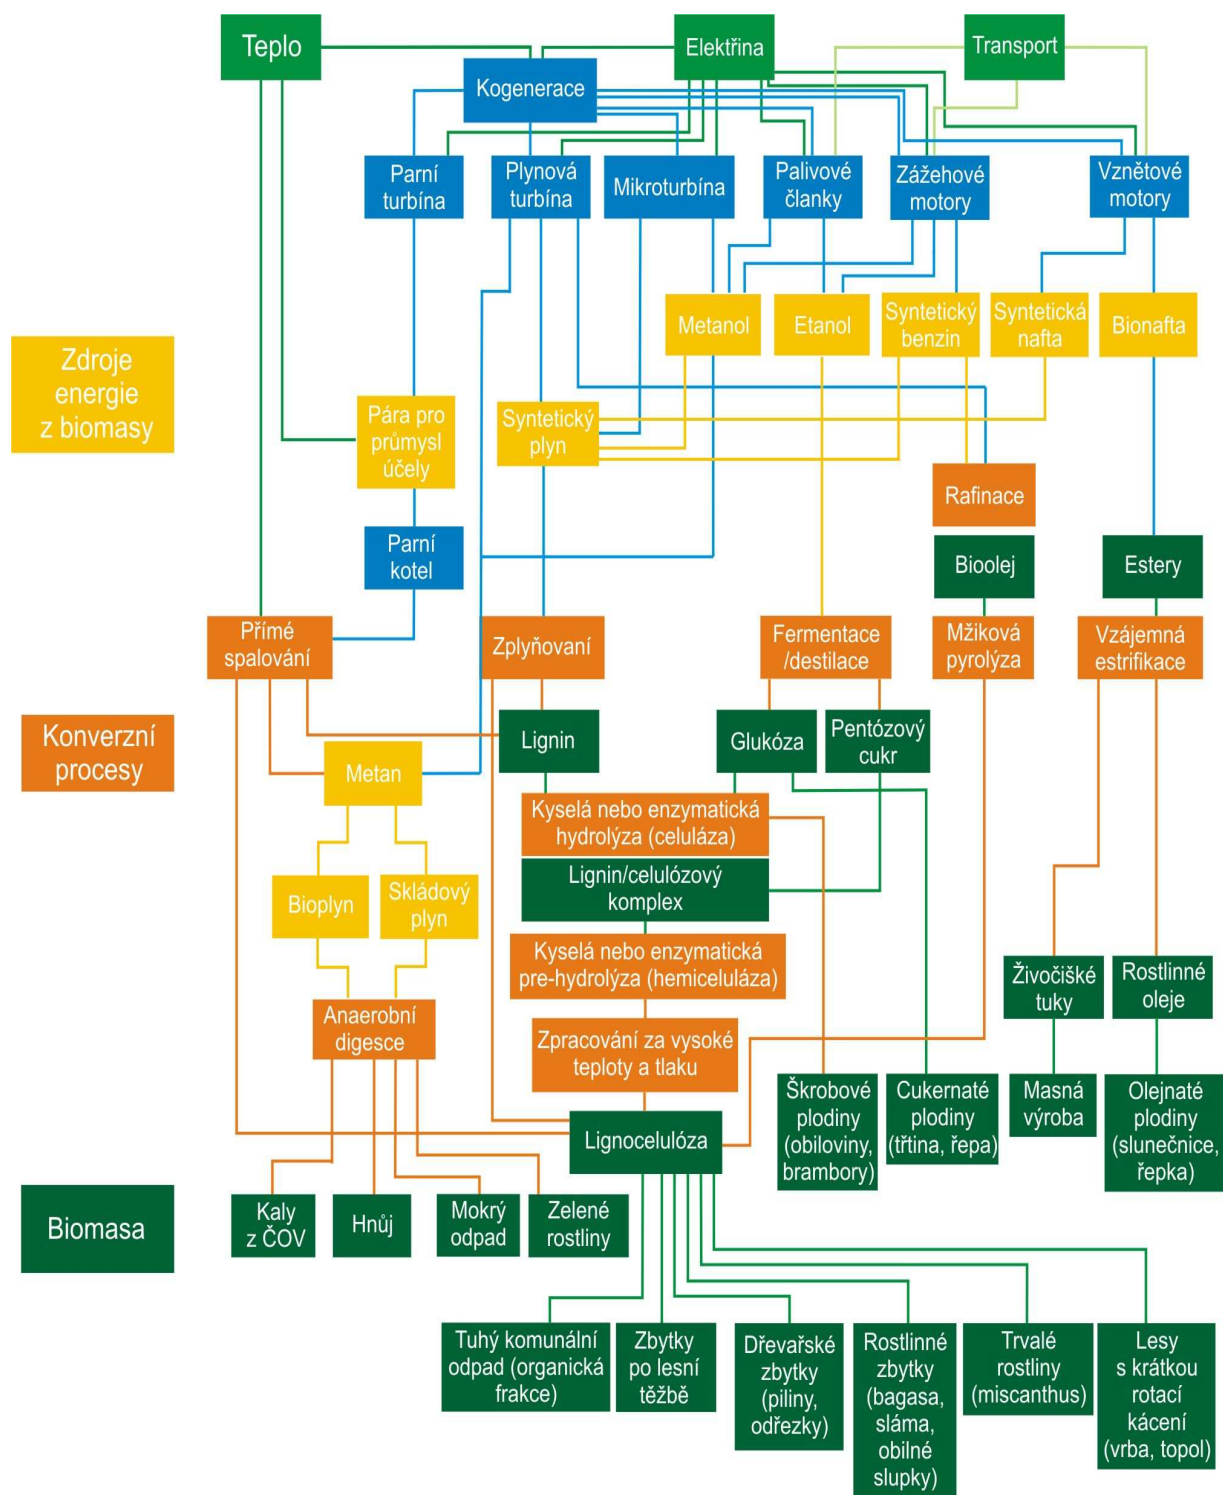 Teplo
Elektřina
Transport
Kogenerace
Parní
turbína
Plynová
turbína
Mikroturbína
Palivové
články
Zážehové
motory
Vznětové
motory
Metanol
Etanol
Syntetický
benzin
Syntetická
nafta
Bionafta
Zdroje
energie
z biomasy
Pára pro
průmysl
účely
Syntetický
plyn
Rafinace
Parní
kotel
Bioolej
Estery
Přímé
spalování
Zplyňovaní
Fermentace
/destilace
Mžiková
pyrolýza
Vzájemná
estrifikace
Konverzní
procesy
Lignin
Glukóza
Pentózový
cukr
Metan
Kyselá nebo enzymatická
hydrolýza (celuláza)
Lignin/celulózový
komplex
Bioplyn
Skládový
plyn
Kyselá nebo enzymatická
pre-hydrolýza (hemiceluláza)
Živočišké
tuky
Rostlinné
oleje
Anaerobní
digesce
Zpracování za vysoké
teploty a tlaku
Škrobové
plodiny
(obiloviny,
brambory)
Cukernaté
plodiny
(třtina, řepa)
Masná
výroba
Olejnaté
plodiny
(slunečnice,
řepka)
Lignocelulóza
Biomasa
Kaly
z ČOV
Hnůj
Mokrý
odpad
Zelené
rostliny
Tuhý komunální
odpad (organická
frakce)
Zbytky
po lesní
těžbě
Dřevařské
zbytky
(piliny,
odřezky)
Rostlinné
zbytky
(bagasa,
sláma,
obilné
slupky)
Trvalé
rostliny
(miscanthus)
Lesy
s krátkou
rotací
kácení
(vrba, topol)